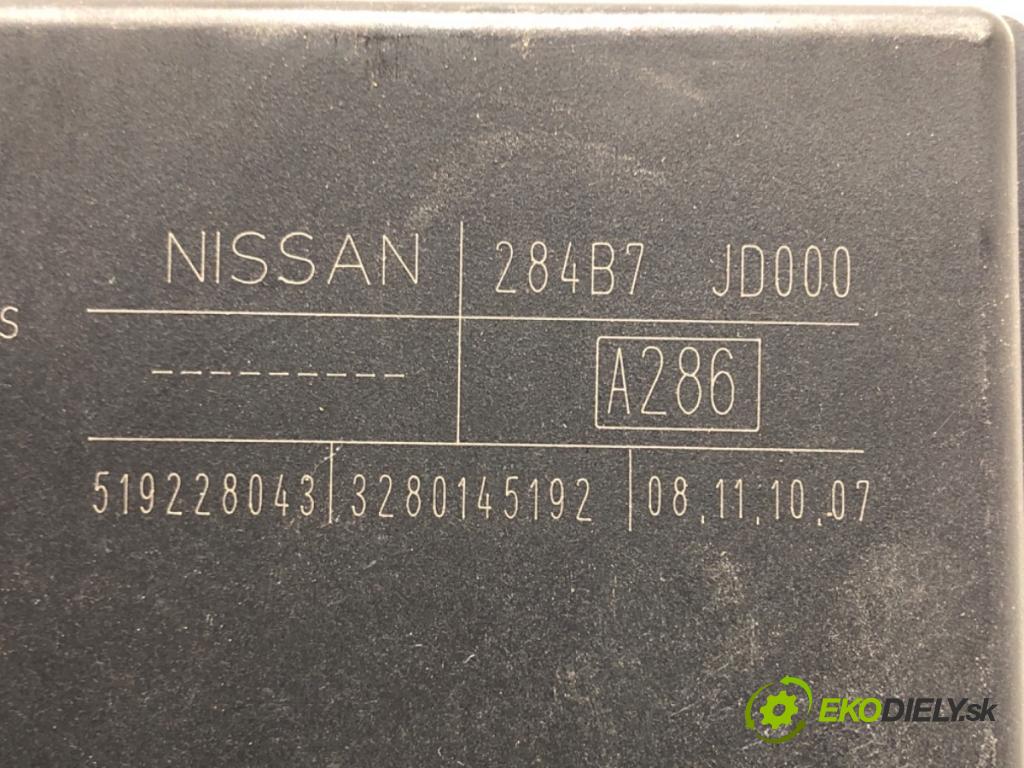 NISSAN 284B7 JD000
S
--------- A286
519228043 3280145192 08.11.10.07
EKODIELY.sk